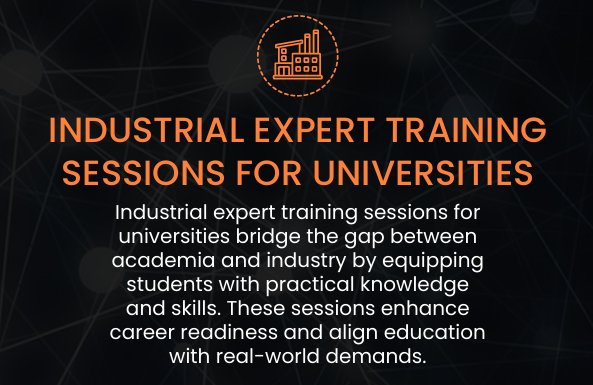 INDUSTRIAL EXPERT TRAINING
SESSIONS FOR UNIVERSITIES
Industrial expert training sessions for
universities bridge the gap between
academia and industry by equipping
students with practical knowledge
and skills. These sessions enhance
career readiness and align education
with real-world demands.